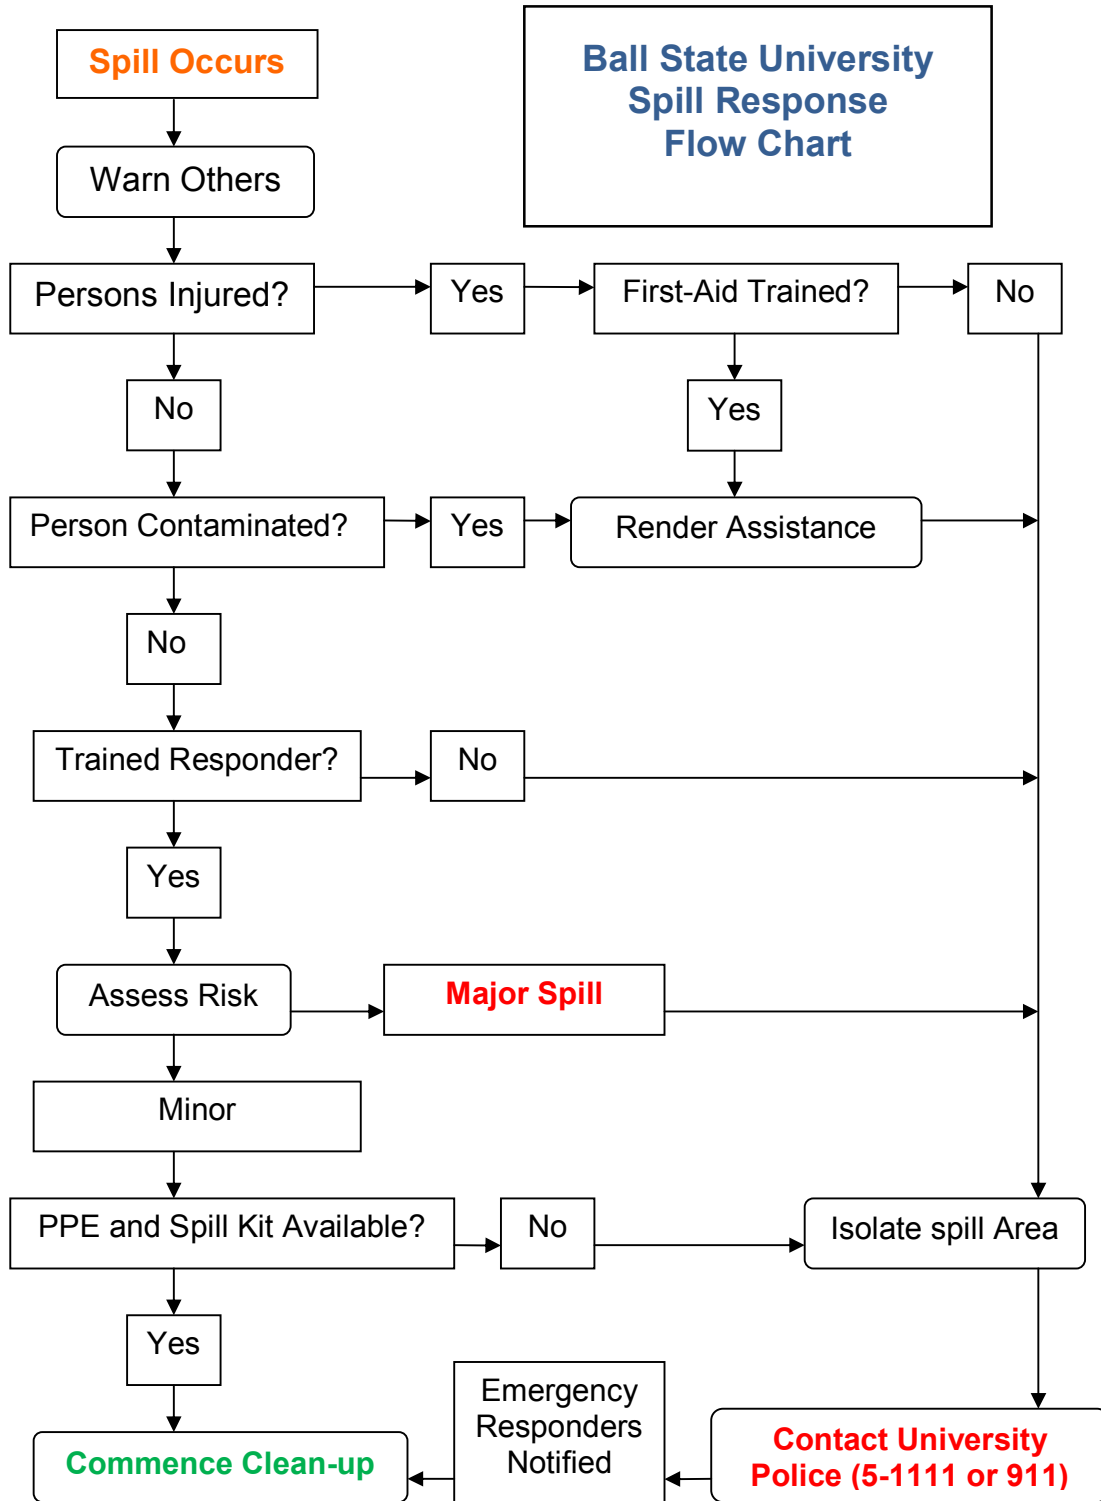 Spill Occurs
Ball State University
Spill Response
Flow Chart
Warn Others
Persons Injured?
Yes
First-Aid Trained?
No
No
Yes
Person Contaminated?
Yes
Render Assistance
No
Trained Responder?
No
Yes
Assess Risk
Major Spill
Minor
PPE and Spill Kit Available?
No
Isolate spill Area
Yes
Emergency
Responders
Notified
Commence Clean-up
Contact University
Police (5-1111 or 911)